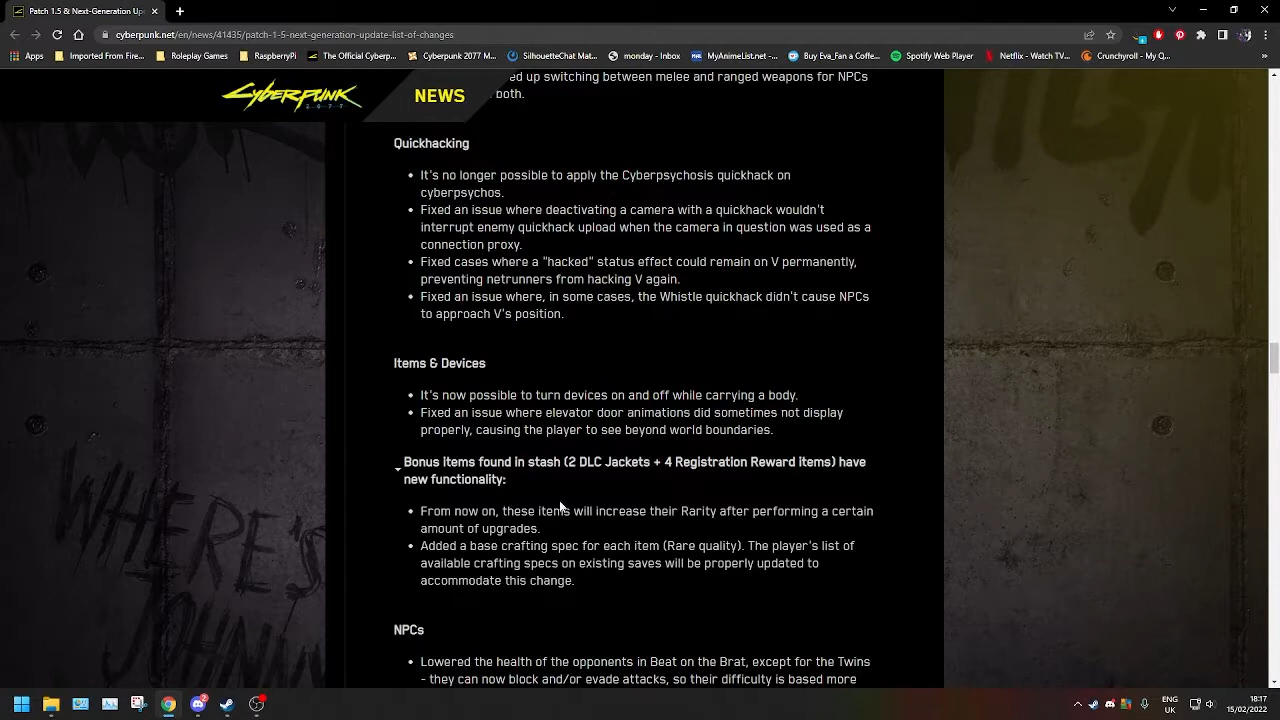 Patch 1.5 & Next-Generation Up
cyberpunk.net/en/news/41435/patch-1-5-next-generation-update-list-of-changes
Apps
Imported From Fire...
Coding
RaspberryPi
The Official Cyberp...
Cyberpunk 2077 M...
SilhouetteChat Mat...
monday (4/10)
MyAnimeList.net -...
Buy Eva_Fan a Coffe...
Spotify Web Player
Netflix - Watch TV...
Crunchyroll - My Q...
Cyberpunk
2077
NEWS
ed up switching between melee and ranged weapons for NPCs
both.
Quickhacking
• It's no longer possible to apply the Cyberpsychosis quickhack on
cyberpsychos.
• Fixed an issue where deactivating a camera with a quickhack wouldn't
interrupt enemy quickhack upload when the camera in question was used as a
connection proxy.
• Fixed cases where a "hacked" status effect could remain on V permanently,
preventing netrunners from hacking V again.
• Fixed an issue where, in some cases, the Whistle quickhack didn't cause NPCs
to approach V's position.
Items & Devices
• It's now possible to turn devices on and off while carrying a body.
• Fixed an issue where elevator door animations did sometimes not display
properly, causing the player to see beyond world boundaries.
Bonus items found in stash (2 DLC Jackets + 4 Registration Reward items) have
new functionality:
• From now on, these items will increase their Rarity after performing a certain
amount of upgrades.
• Added a base crafting spec for each item (Rare quality). The player's list of
available crafting specs on existing saves will be properly updated to
accommodate this change.
NPCs
• Lowered the health of the opponents in Beat on the Brat, except for the Twins
- they can now block and/or evade attacks, so their difficulty is based more
WHERE'S
JOHNN
ENG
UK
18:17
15/02/2022